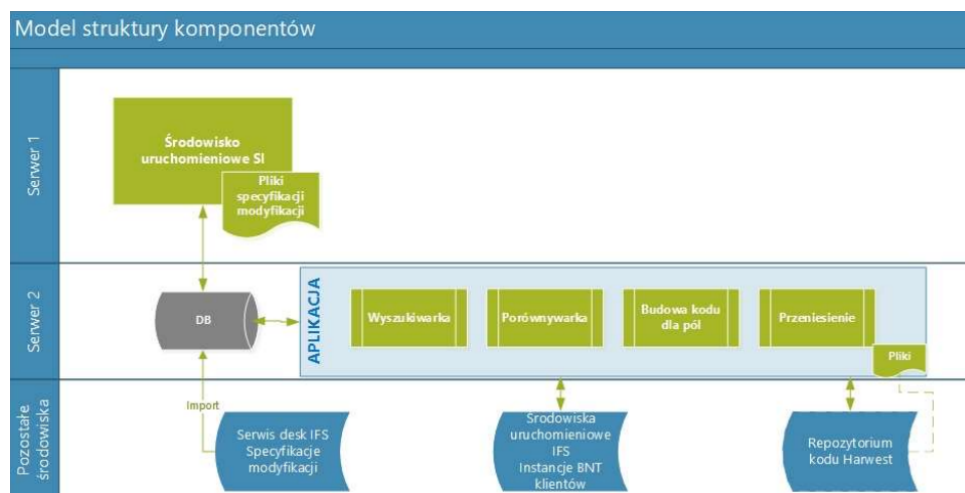 Model struktury komponentów
Serwer 1
Środowisko
uruchomieniowe SI
Pliki
specyfikacji
modyfikacji
Serwer 2
DB
APLIKACJA
Wyszukiwarka
Porównywarka
Budowa kodu
dla pól
Przeniesienie
Pliki
Pozostałe
środowiska
Import
Serwis desk IFS
Specyfikacje
modyfikacji
Środowiska
uruchomieniowe
IFS
Instancje BNT
klientów
Repozytorium
kodu Harwest